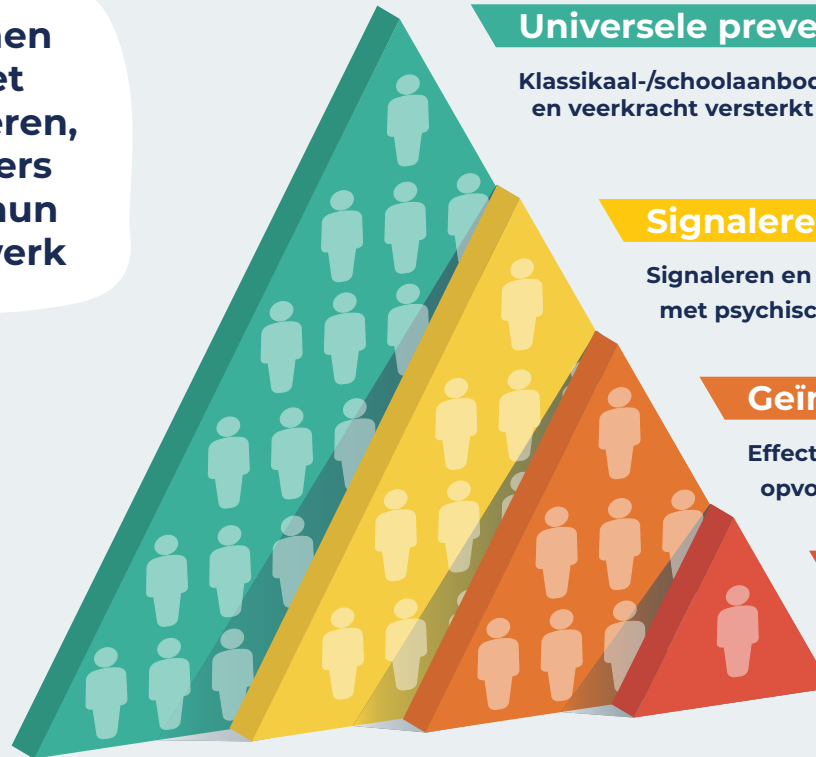 nen
et
eren,
ers
hun
verk
Universele preve
Klassikaal-/schoolaanbod
en veerkracht versterkt
Signalere
Signaleren en
met psychisc
Geïn
Effect
opvo